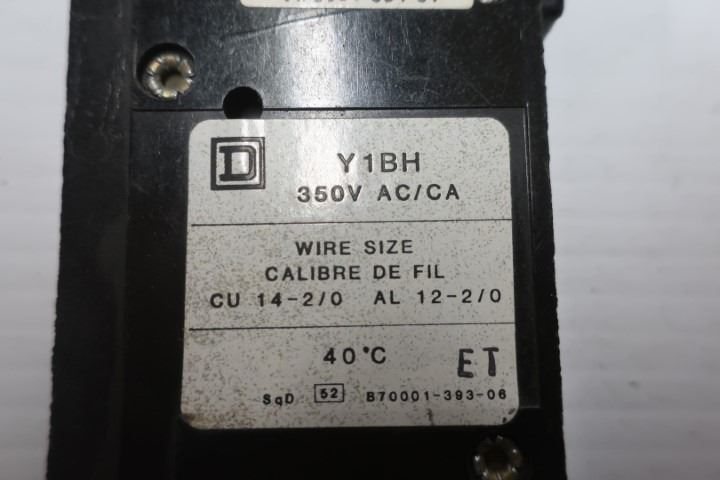 D
Y1BH
350V AC/CA
WIRE SIZE
CALIBRE DE FIL
CU 14-2/0 AL 12-2/0
40°C ET
SqD 52 B70001-393-06